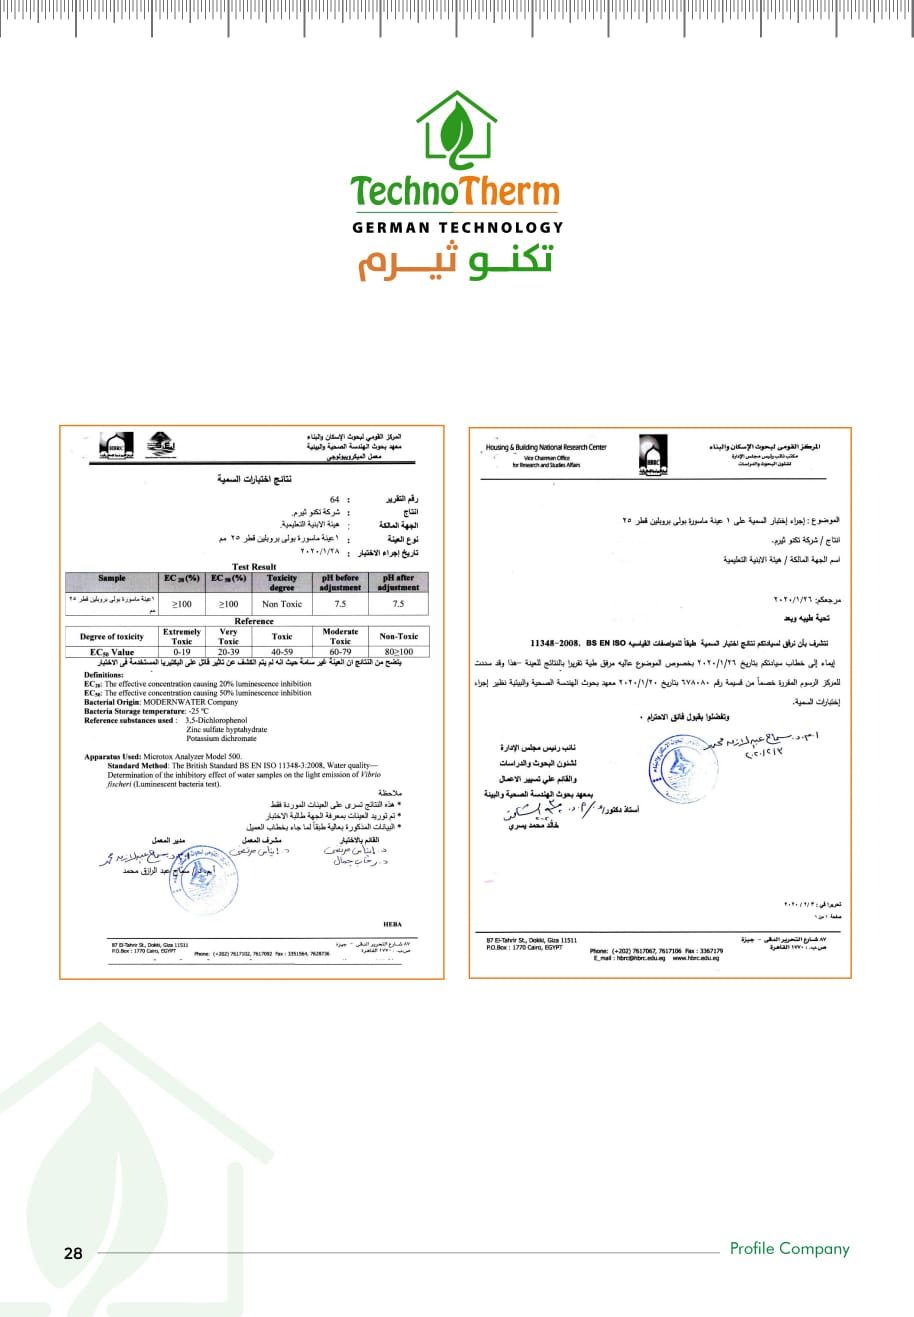 TechnoTherm
GERMAN TECHNOLOGY
تكنو ثيرم
المركز القومي لبحوث الإسكان والبناء
معهد بحوث الهندسة الصحية والبيئية
معمل الميكروبيولوجي
نتائج اختبارات السمية
رقم التقرير : 64
انتاج : شركة تكنو ثيرم.
الجهة المالكة : هيئة الابنية التعليمية.
نوع العينة : ١عينة ماسورة بولى بروبلين قطر ٢٥ مم
تاريخ إجراء الاختبار : ٢٠٢٠/١/٢٨
Test Result
Sample EC 20 (%) EC 50 (%) Toxicity degree pH before adjustment pH after adjustment
١عينة ماسورة بولى بروبلين قطر ٢٥ مم ≥100 ≥100 Non Toxic 7.5 7.5
Reference
Degree of toxicity Extremely Toxic Very Toxic Toxic Moderate Toxic Non-Toxic
EC50 Value 0-19 20-39 40-59 60-79 80≥100
يتضح من النتائج ان العينة غير سامة حيث انه لم يتم الكشف عن تأثير قاتل على البكتيريا المستخدمة فى الاختبار
Definitions:
EC20: The effective concentration causing 20% luminescence inhibition
EC50: The effective concentration causing 50% luminescence inhibition
Bacterial Origin: MODERNWATER Company
Bacteria Storage temperature: -25 ºC
Reference substances used : 3,5-Dichlorophenol
Zinc sulfate hyptahydrate
Potassium dichromate
Apparatus Used: Microtox Analyzer Model 500.
Standard Method: The British Standard BS EN ISO 11348-3:2008, Water quality—
Determination of the inhibitory effect of water samples on the light emission of Vibrio
fischeri (Luminescent bacteria test).
ملاحظة
* هذه النتائج تسرى على العينات الموردة فقط
* تم توريد العينات بمعرفة الجهة طالبة الاختبار
* البيانات المذكورة بعالية طبقاً لما جاء بخطاب العميل
القائم بالاختبار مشرف المعمل مدير المعمل
أ.م.د/ سماح عبد الرازق محمد
HEBA
87 El-Tahrir St., Dokki, Giza 11511
P.O.Box : 1770 Cairo, EGYPT
Phone: (+202) 7617102, 7617092 Fax : 3351564, 7628736
٨٧ شارع التحرير الدقى - جيزة
ص.ب. : ١٧٧٠ القاهرة
Housing & Building National Research Center
Vice Chairman Office
for Research and Studies Affairs
HBRC
المركز القومى لبحوث الإسكان والبناء
مكتب نائب رئيس مجلس الإدارة
لشئون البحوث والدراسات
الموضوع : إجراء إختبار السمية على ١ عينة ماسورة بولى بروبلين قطر ٢٥
انتاج / شركة تكنو ثيرم.
اسم الجهة المالكة / هيئة الابنية التعليمية
مرجعكم: ٢٠٢٠/١/٢٦
تحية طيبه وبعد
نتشرف بأن نرفق لسيادتكم نتائج اختبار السمية طبقاً للمواصفات القياسيه BS EN ISO 11348-2008.
إيماء إلى خطاب سيادتكم بتاريخ ٢٠٢٠/١/٢٦ بخصوص الموضوع عاليه مرفق طية تقريرا بالنتائج للعينة -هذا وقد سددت
للمركز الرسوم المقررة خصماً من قسيمة رقم ٦٧٨٠٨٠ بتاريخ ٢٠٢٠/١/٢٠ معهد بحوث الهندسة الصحية والبيئية نظير إجراء
إختبارات السمية.
وتفضلوا بقبول فائق الاحترام ٠
نائب رئيس مجلس الإدارة
لشئون البحوث والدراسات
والقائم علي تسيير الاعمال
بمعهد بحوث الهندسة الصحية والبيئة
أستاذ دكتور/
خالد محمد يسري
تحريرا في : ٢٠٢٠/٢/٣
صفحة ١ من ١
87 El-Tahrir St., Dokki, Giza 11511
P.O.Box : 1770 Cairo, EGYPT
Phone: (+202) 7617067, 7617106 Fax : 3367179
E_mail : hbrc@hbrc.edu.eg www.hbrc.edu.eg
٨٧ شارع التحرير الدقى - جيزة
ص.ب. : ١٧٧٠ القاهرة
28
Profile Company